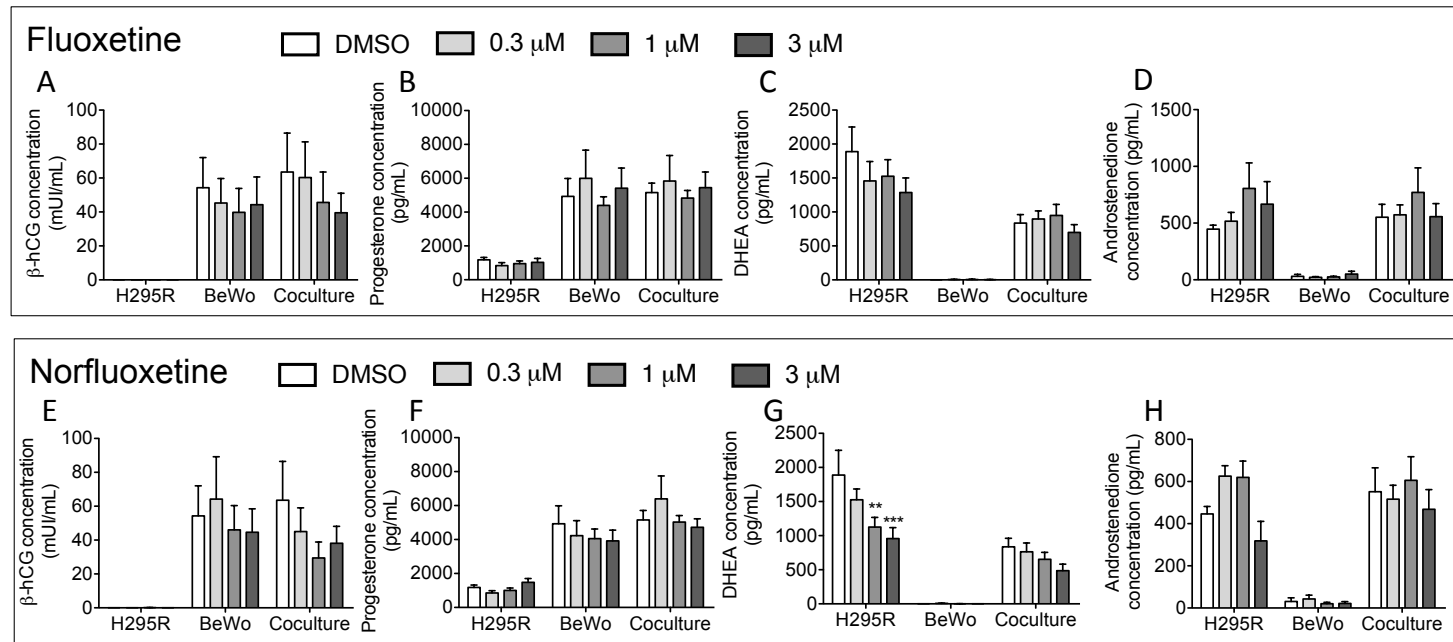 Fluoxetine
DMSO 0.3 μM 1 μM 3 μM
A
β-hCG concentration
(mUI/mL)
100
80
60
40
20
0
H295R BeWo Coculture
B
Progesterone concentration
(pg/mL)
10000
8000
6000
4000
2000
0
H295R BeWo Coculture
C
DHEA concentration
(pg/mL)
2500
2000
1500
1000
500
0
H295R BeWo Coculture
D
Androstenedione
concentration (pg/mL)
1500
1000
500
0
H295R BeWo Coculture
Norfluoxetine
DMSO 0.3 μM 1 μM 3 μM
E
β-hCG concentration
(mUI/mL)
100
80
60
40
20
0
H295R BeWo Coculture
F
Progesterone concentration
(pg/mL)
10000
8000
6000
4000
2000
0
H295R BeWo Coculture
G
DHEA concentration
(pg/mL)
2500
2000
1500
1000
500
0
** ***
H295R BeWo Coculture
H
Androstenedione
concentration (pg/mL)
800
600
400
200
0
H295R BeWo Coculture